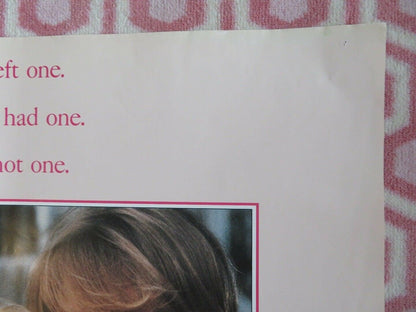 eft one.
had one.
not one.